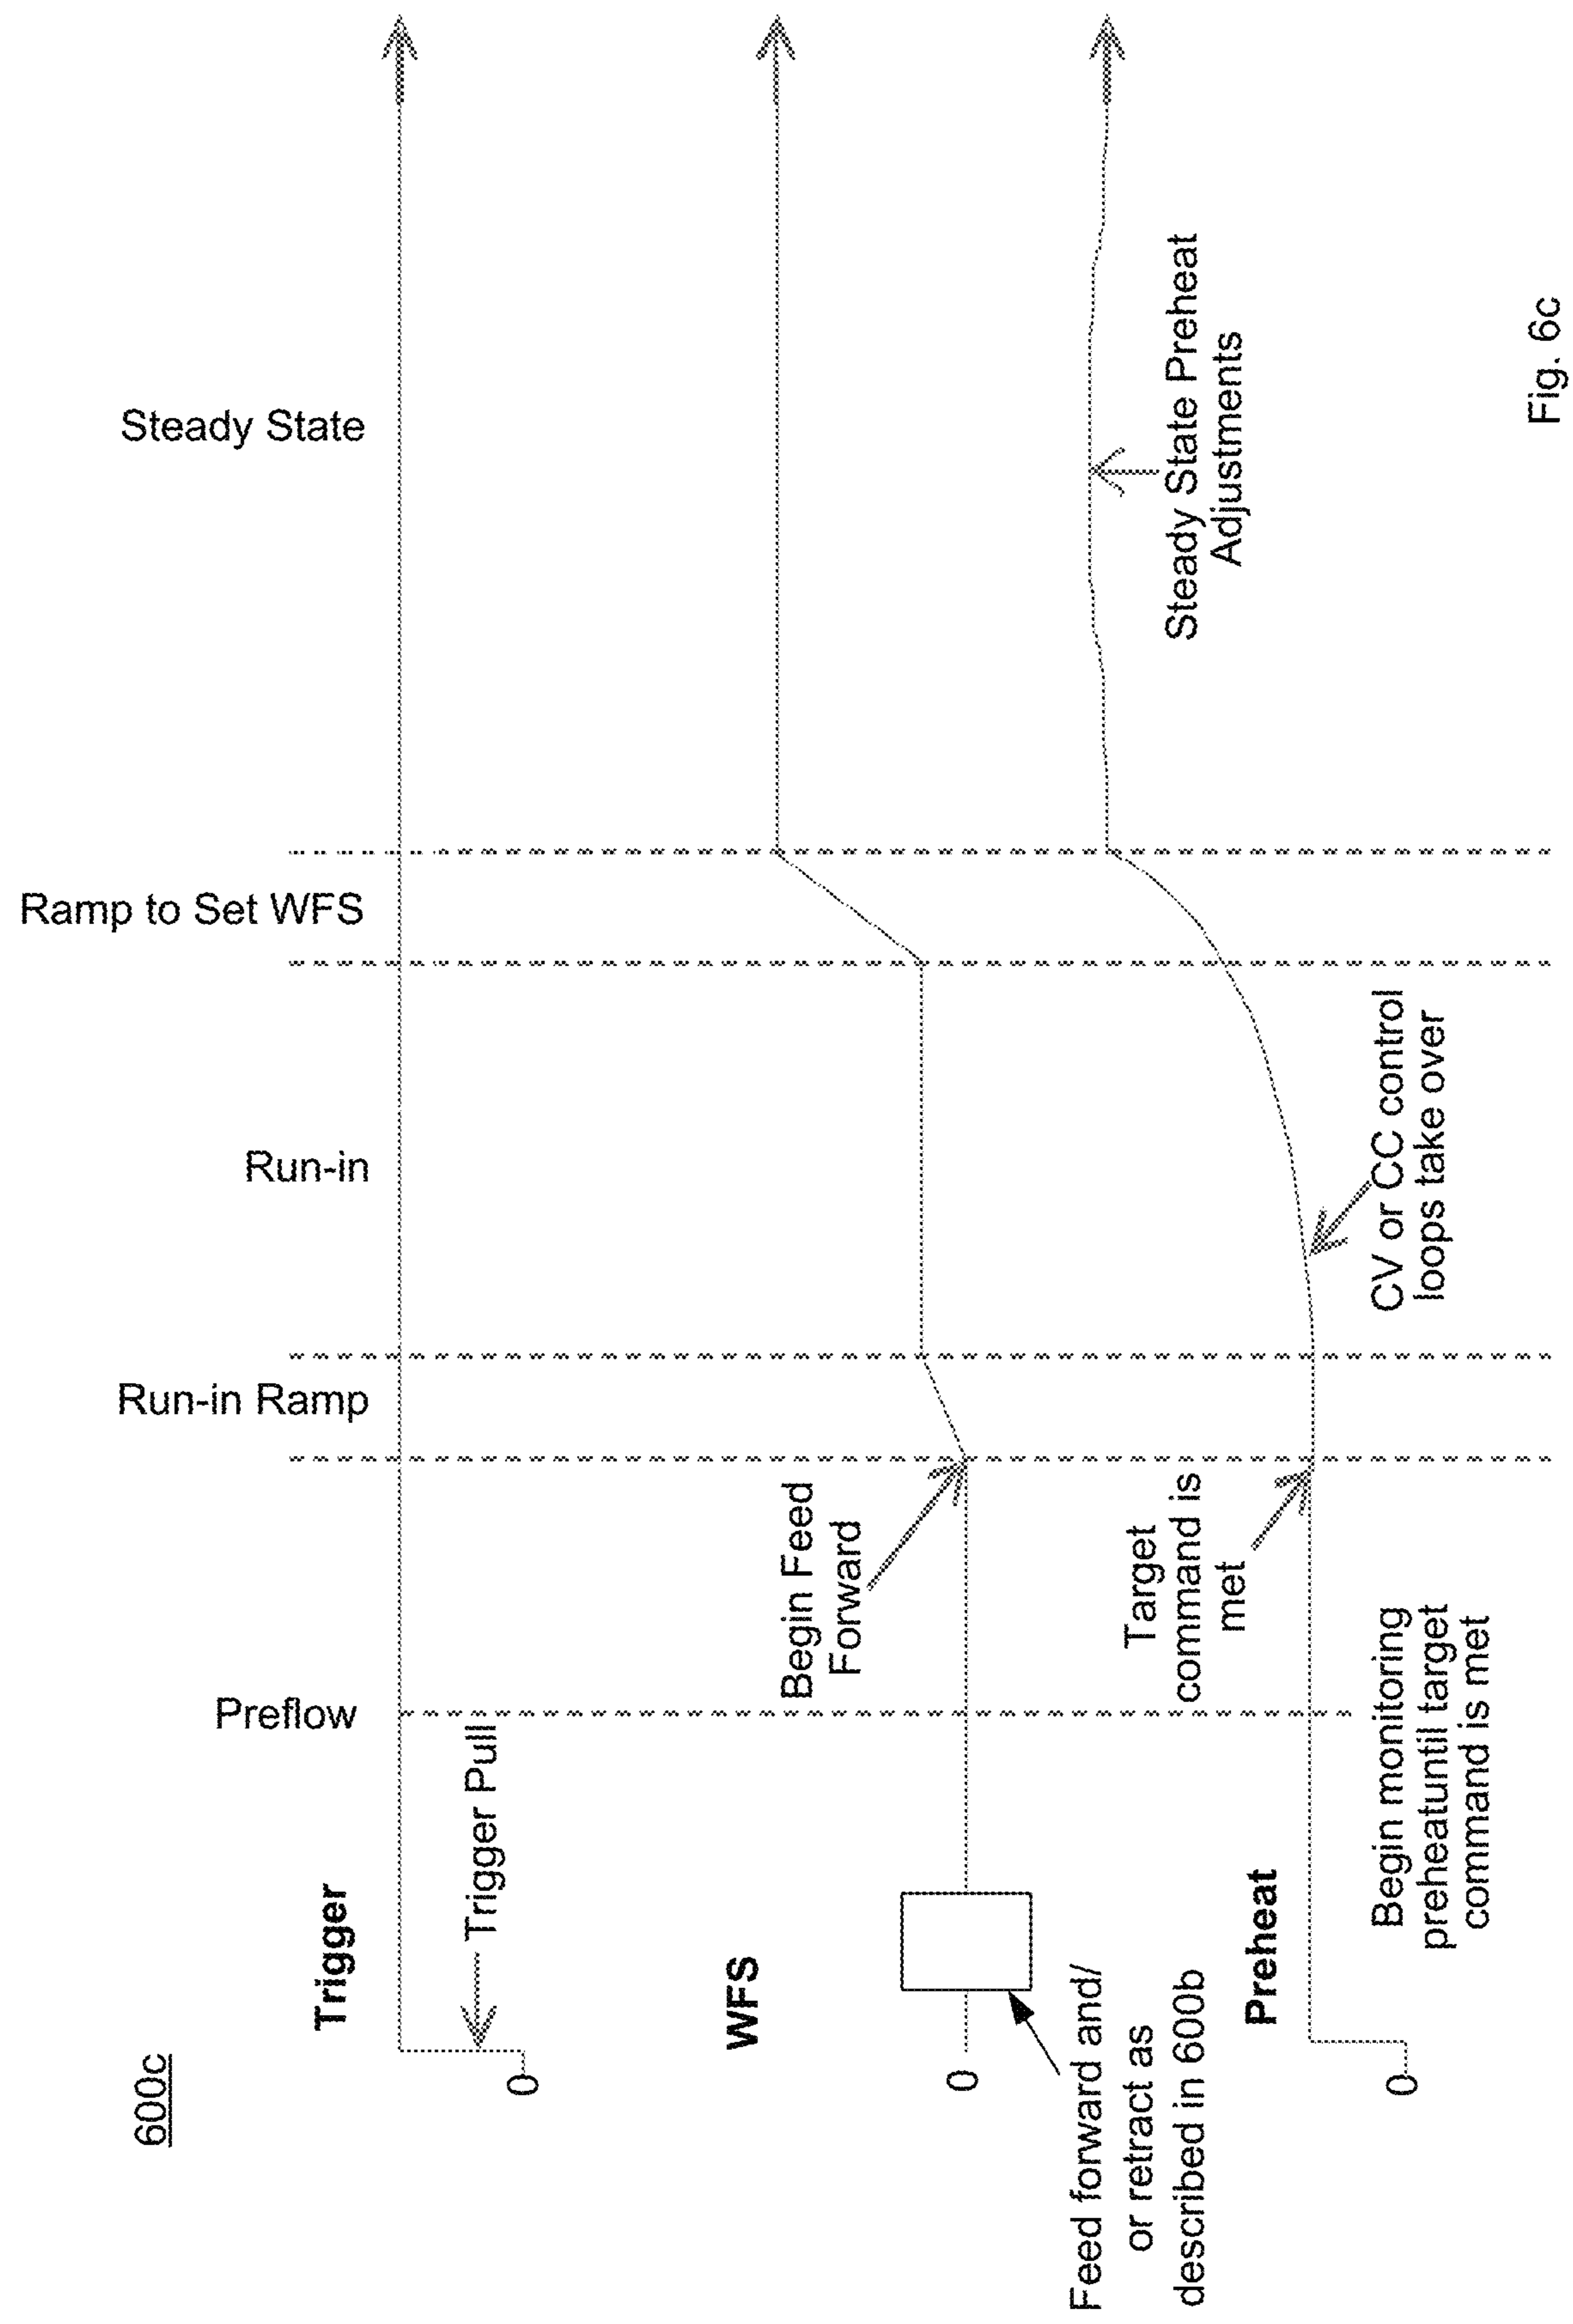 600c
Preflow
Run-in Ramp
Run-in
Ramp to Set WFS
Steady State
Trigger
Trigger Pull
0
WFS
Begin Feed
Forward
0
Feed forward and/
or retract as
described in 600b
Target
command is
met
Steady State Preheat
Adjustments
Preheat
0
Begin monitoring
preheatuntil target
command is met
CV or CC control
loops take over
Fig. 6c